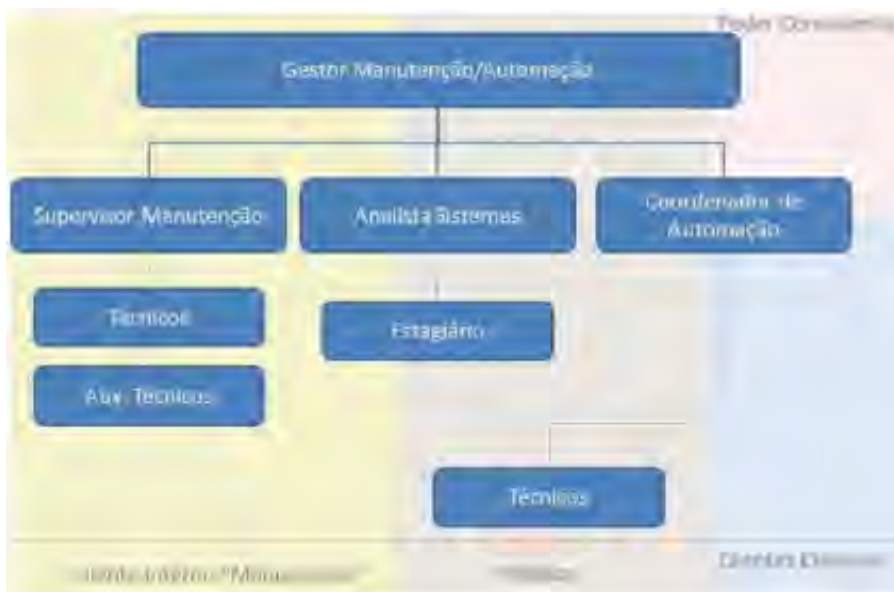 Gestor Manutenção/Automação
Supervisor Manutenção
Analista Sistemas
Coordenador de
Automação
Técnicos
Estagiário
Aux. Técnicos
Técnicos